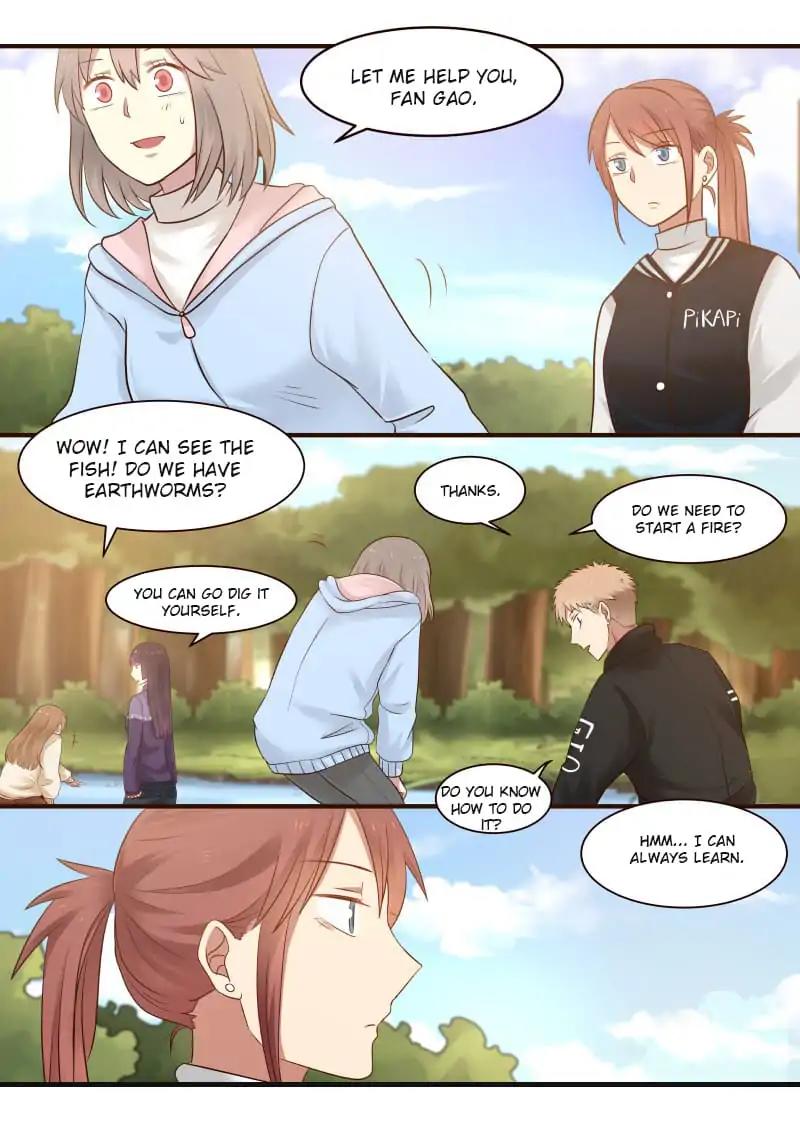 LET ME HELP YOU,
FAN GAO.
PiKAPi
WOW! I CAN SEE THE
FISH! DO WE HAVE
EARTHWORMS?
THANKS.
DO WE NEED TO
START A FIRE?
YOU CAN GO DIG IT
YOURSELF.
DO YOU KNOW
HOW TO DO
IT?
HMM... I CAN
ALWAYS LEARN.